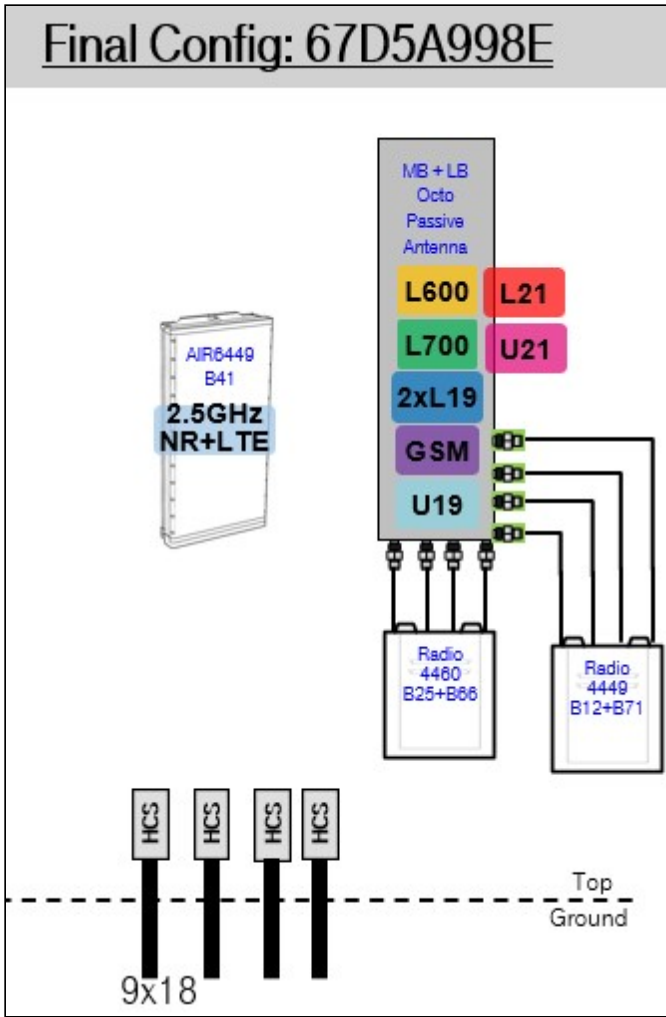 Final Config: 67D5A998E
MB + LB
Octo
Passive
Antenna
L600
L21
L700
U21
2xL19
GSM
U19
AIR6449
B41
2.5GHz
NR+LTE
Radio
4460
B25+B66
Radio
4449
B12+B71
HCS
HCS
HCS
HCS
Top
Ground
9x18